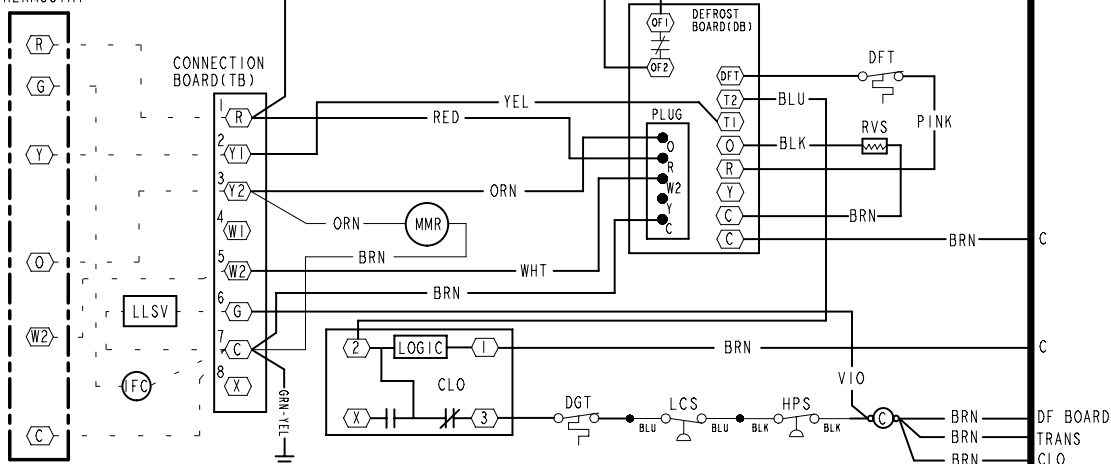 CONNECTION
BOARD(TB)
DEFROST
BOARD(DB)
OF1
OF2
R
G
Y
O
W2
C
LLSV
IFC
1
R
2
Y1
3
Y2
4
W1
5
W2
6
G
7
C
8
X
YEL
RED
ORN
ORN
MMR
BRN
WHT
BRN
GRN-YEL
PLUG
O
R
W2
Y
C
DFT
T2
T1
O
R
Y
C
C
BLU
BLK
DFT
RVS
PINK
BRN
BRN
C
2
LOGIC
1
BRN
C
CLO
X
3
DGT
BLU
LCS
BLU
BLK
HPS
BLK
VIO
C
BRN
DF BOARD
BRN
TRANS
BRN
CLO